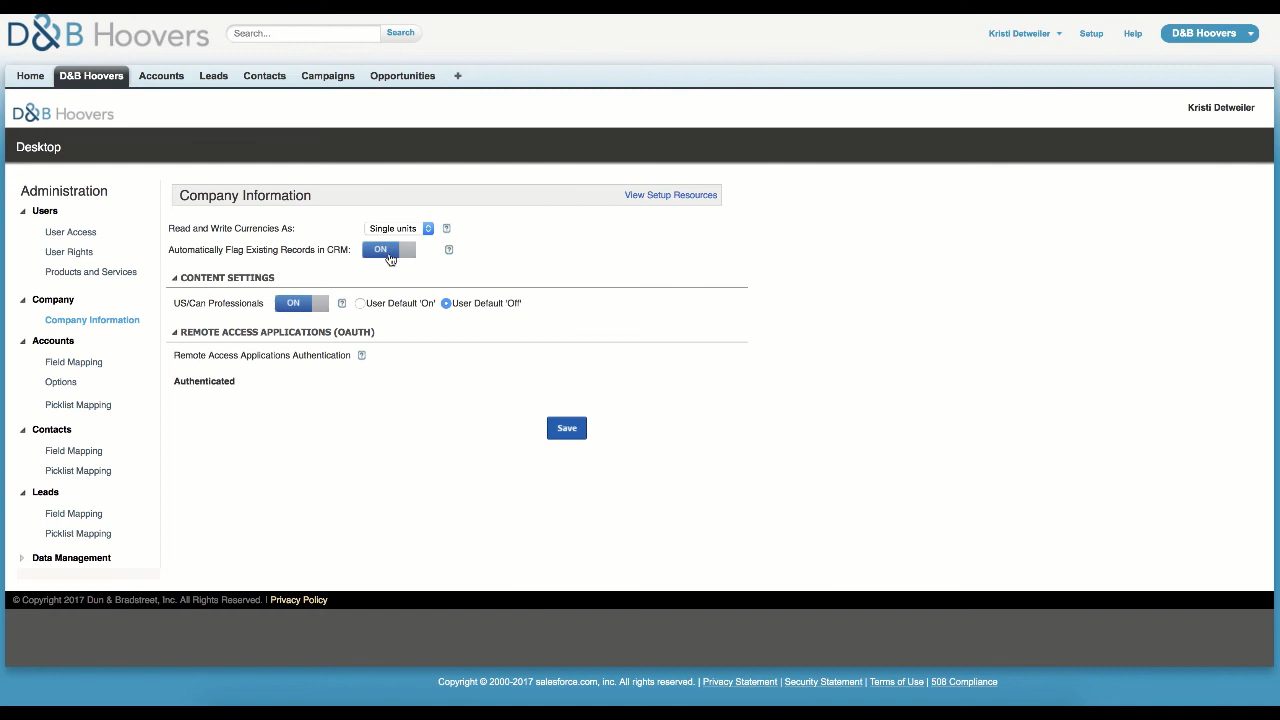 D&B Hoovers
Search...
Search
Kristi Detweiler
Setup
Help
D&B Hoovers
Home
D&B Hoovers
Accounts
Leads
Contacts
Campaigns
Opportunities
+
D&B Hoovers
Kristi Detweiler
Desktop
Administration
Users
User Access
User Rights
Products and Services
Company
Company Information
Accounts
Field Mapping
Options
Picklist Mapping
Contacts
Field Mapping
Picklist Mapping
Leads
Field Mapping
Picklist Mapping
Data Management
Company Information
View Setup Resources
Read and Write Currencies As: Single units ?
Automatically Flag Existing Records in CRM: ON ?
CONTENT SETTINGS
US/Can Professionals ON ? User Default 'On' User Default 'Off'
REMOTE ACCESS APPLICATIONS (OAUTH)
Remote Access Applications Authentication ?
Authenticated
Save
© Copyright 2017 Dun & Bradstreet, Inc. All Rights Reserved. | Privacy Policy
Copyright © 2000-2017 salesforce.com, inc. All rights reserved. | Privacy Statement | Security Statement | Terms of Use | 508 Compliance